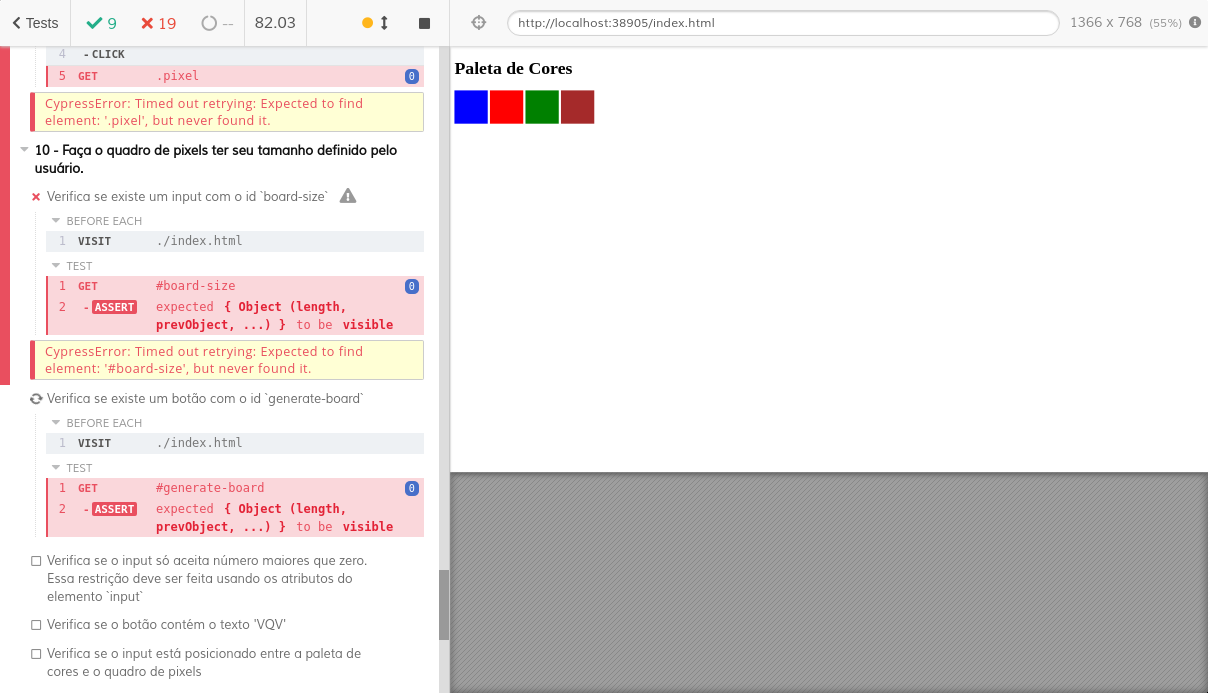 Tests 9 19 -- 82.03 http://localhost:38905/index.html 1366 x 768 (55%)
4 - CLICK
5 GET .pixel 0
CypressError: Timed out retrying: Expected to find
element: '.pixel', but never found it.
10 - Faça o quadro de pixels ter seu tamanho definido pelo
usuário.
Verifica se existe um input com o id `board-size`
BEFORE EACH
1 VISIT ./index.html
TEST
1 GET #board-size 0
2 - ASSERT expected { Object (length,
prevObject, ...) } to be visible
CypressError: Timed out retrying: Expected to find
element: '#board-size', but never found it.
Verifica se existe um botão com o id `generate-board`
BEFORE EACH
1 VISIT ./index.html
TEST
1 GET #generate-board 0
2 - ASSERT expected { Object (length,
prevObject, ...) } to be visible
Verifica se o input só aceita número maiores que zero.
Essa restrição deve ser feita usando os atributos do
elemento `input`
Verifica se o botão contém o texto 'VQV'
Verifica se o input está posicionado entre a paleta de
cores e o quadro de pixels
Paleta de Cores